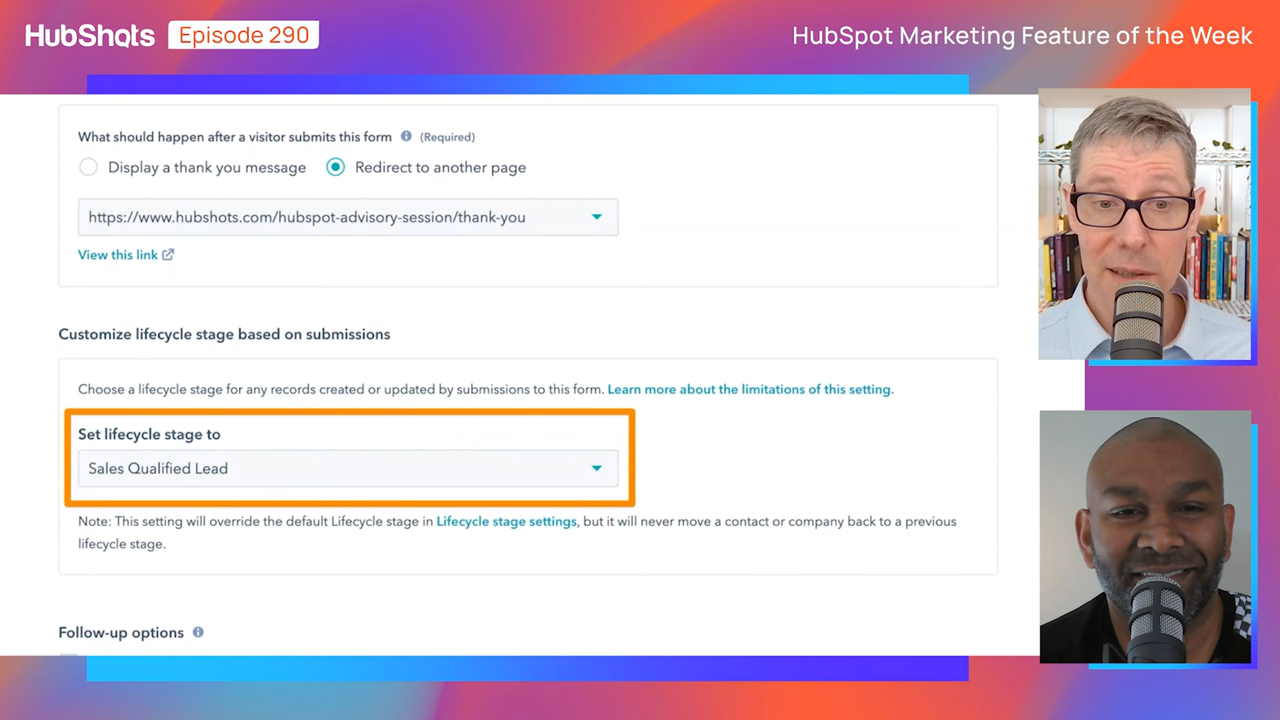 HubShots Episode 290
HubSpot Marketing Feature of the Week
What should happen after a visitor submits this form (Required)
Display a thank you message Redirect to another page
https://www.hubshots.com/hubspot-advisory-session/thank-you
View this link
Customize lifecycle stage based on submissions
Choose a lifecycle stage for any records created or updated by submissions to this form. Learn more about the limitations of this setting.
Set lifecycle stage to
Sales Qualified Lead
Note: This setting will override the default Lifecycle stage in Lifecycle stage settings, but it will never move a contact or company back to a previous
lifecycle stage.
Follow-up options